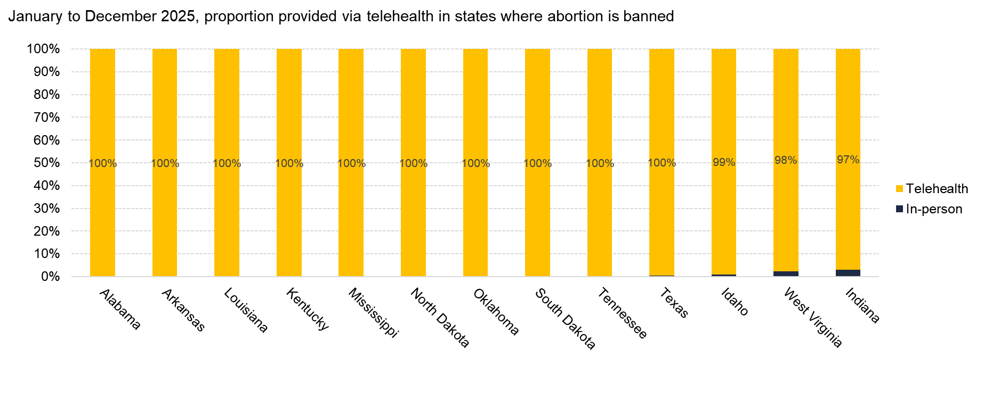 January to December 2025, proportion provided via telehealth in states where abortion is banned
100%
90%
80%
70%
60%
50%
40%
30%
20%
10%
0%
100%
100%
100%
100%
100%
100%
100%
100%
100%
100%
99%
98%
97%
Alabama
Arkansas
Louisiana
Kentucky
Mississippi
North Dakota
Oklahoma
South Dakota
Tennessee
Texas
Idaho
West Virginia
Indiana
Telehealth
In-person